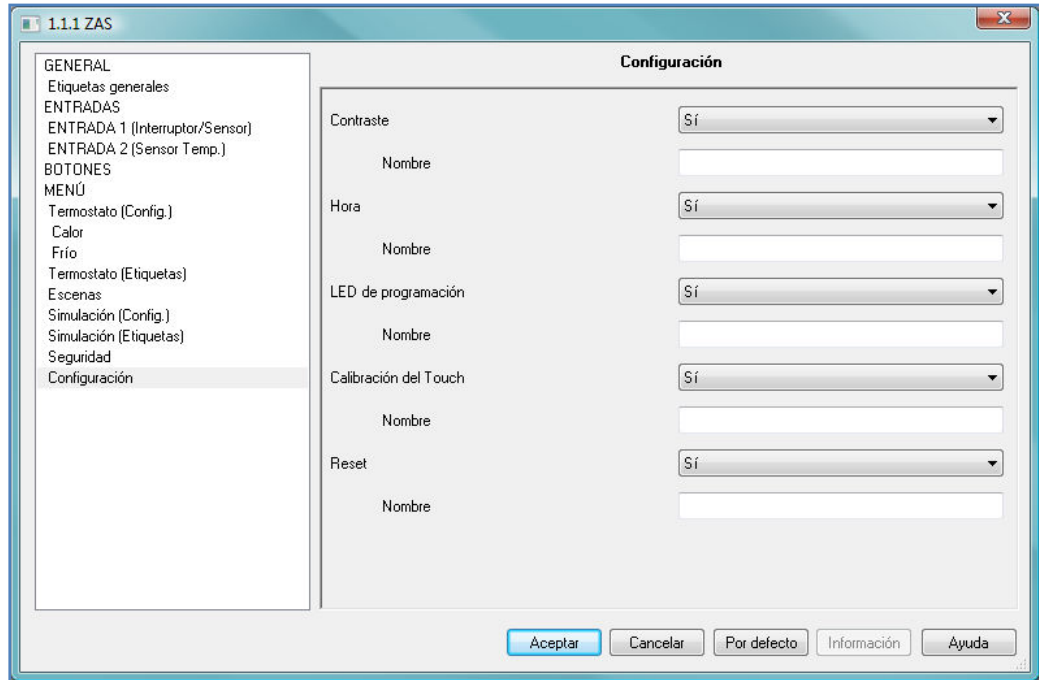 1.1.1 ZAS
GENERAL
Etiquetas generales
ENTRADAS
ENTRADA 1 (Interruptor/Sensor)
ENTRADA 2 (Sensor Temp.)
BOTONES
MENÚ
Termostato (Config.)
Calor
Frío
Termostato (Etiquetas)
Escenas
Simulación (Config.)
Simulación (Etiquetas)
Seguridad
Configuración
Configuración
Contraste Sí
Nombre
Hora Sí
Nombre
LED de programación Sí
Nombre
Calibración del Touch Sí
Nombre
Reset Sí
Nombre
Aceptar Cancelar Por defecto Información Ayuda